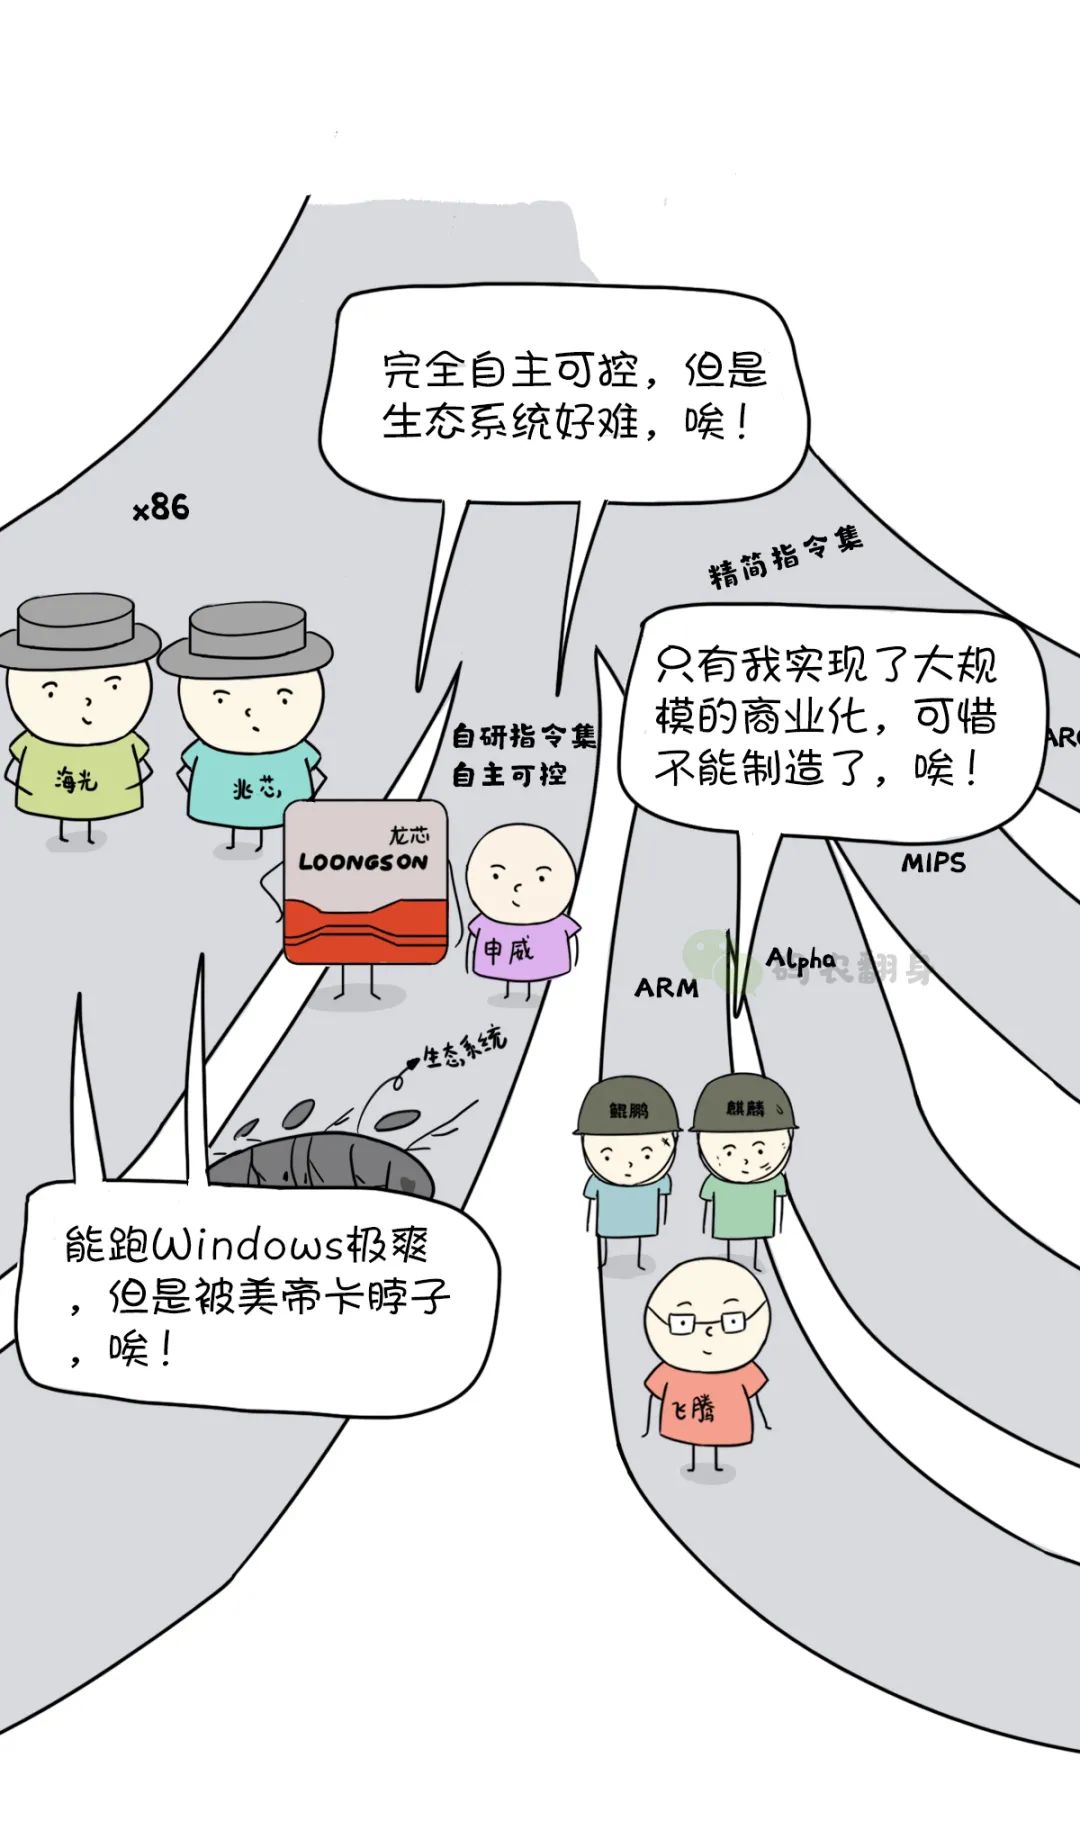 完全自主可控，但是
生态系统好难，唉！
x86
精简指令集
只有我实现了大规
模的商业化，可惜
不能制造了，唉！
自研指令集
自主可控
海光
兆芯
龙芯
LOONGSON
申威
MIPS
Alpha
码农翻身
ARM
生态系统
鲲鹏
麒麟
能跑Windows极爽
，但是被美帝卡脖子
，唉！
飞腾